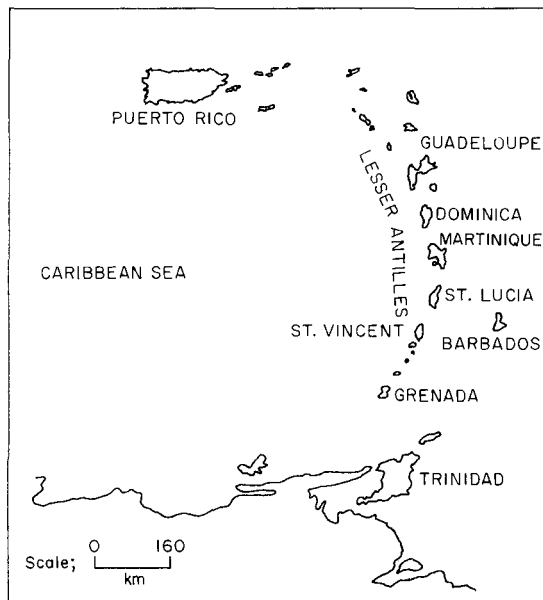 PUERTO RICO
GUADELOUPE
LESSER ANTILLES
DOMINICA
MARTINIQUE
CARIBBEAN SEA
ST. LUCIA
ST. VINCENT
BARBADOS
GRENADA
TRINIDAD
0 160
Scale;
km